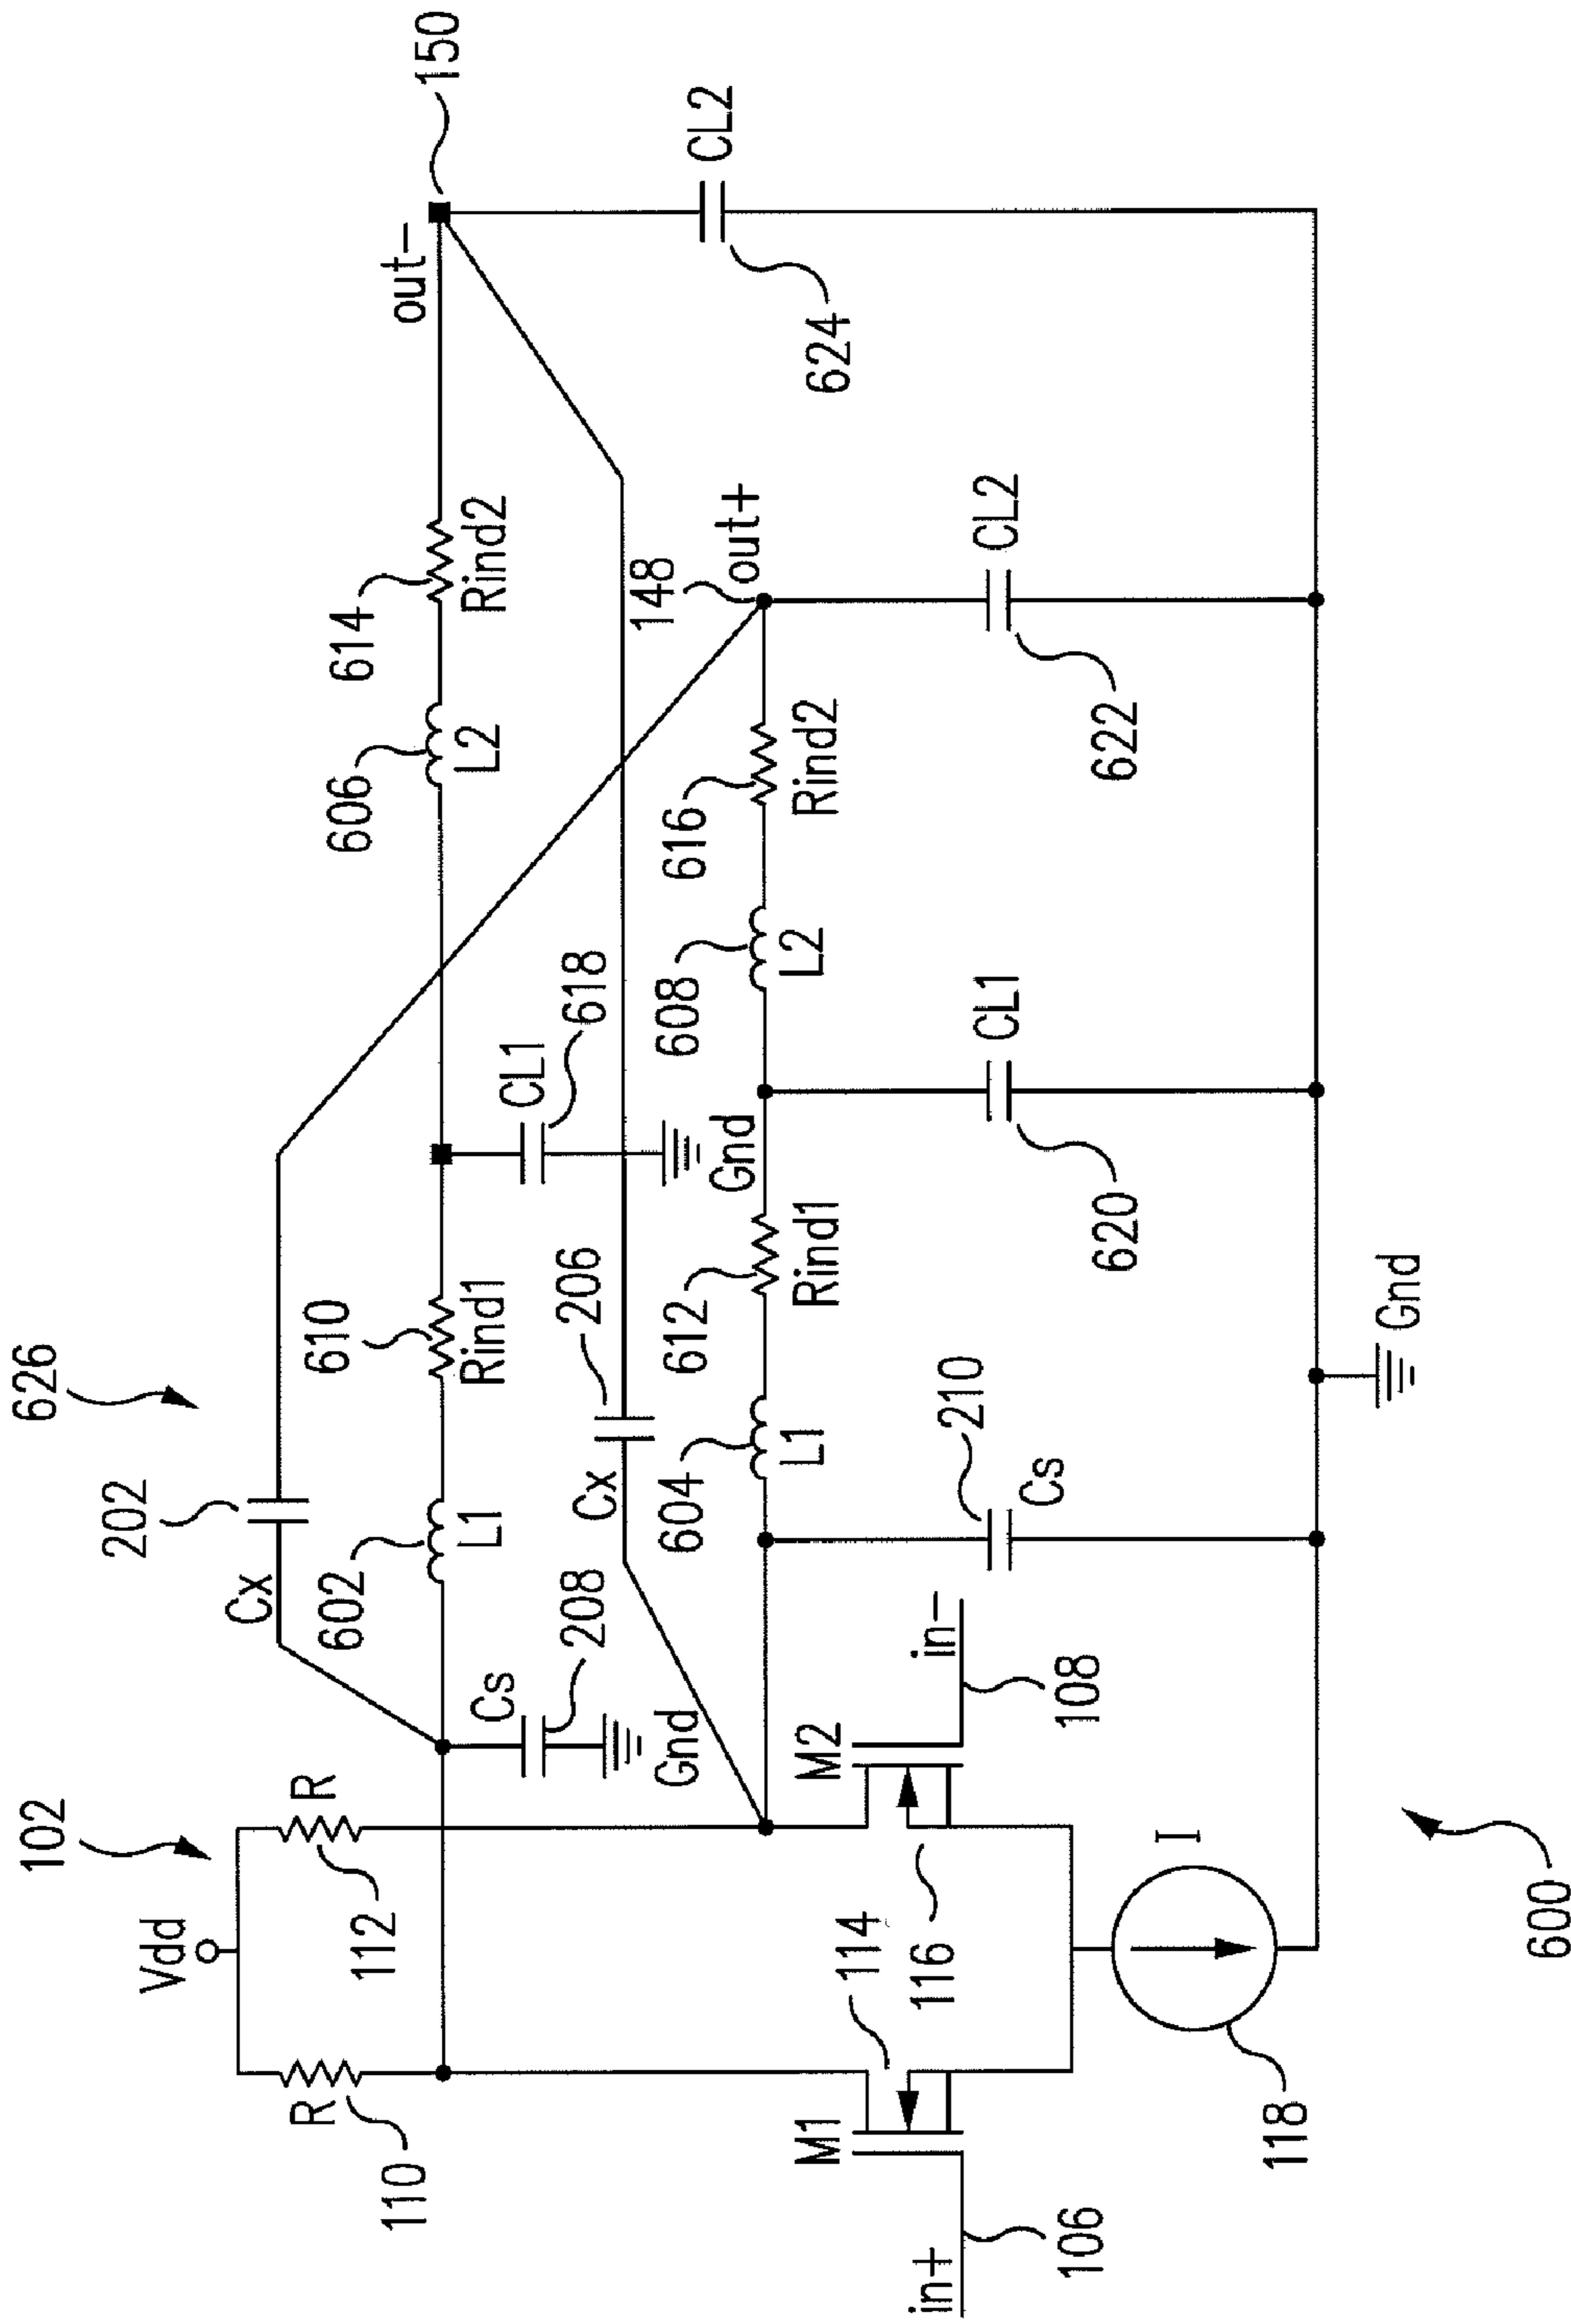 626
102
Vdd
R
110
R
112
Cx
202
602
L1
610
Rind1
606
L2
614
Rind2
out−
150
Cs
208
Gnd
Cx
206
CL1
618
Gnd
604
L1
612
Rind1
608
L2
616
Rind2
148
out+
CL2
624
M1
114
116
M2
in+
106
in−
108
210
Cs
CL1
620
CL2
622
I
118
Gnd
600